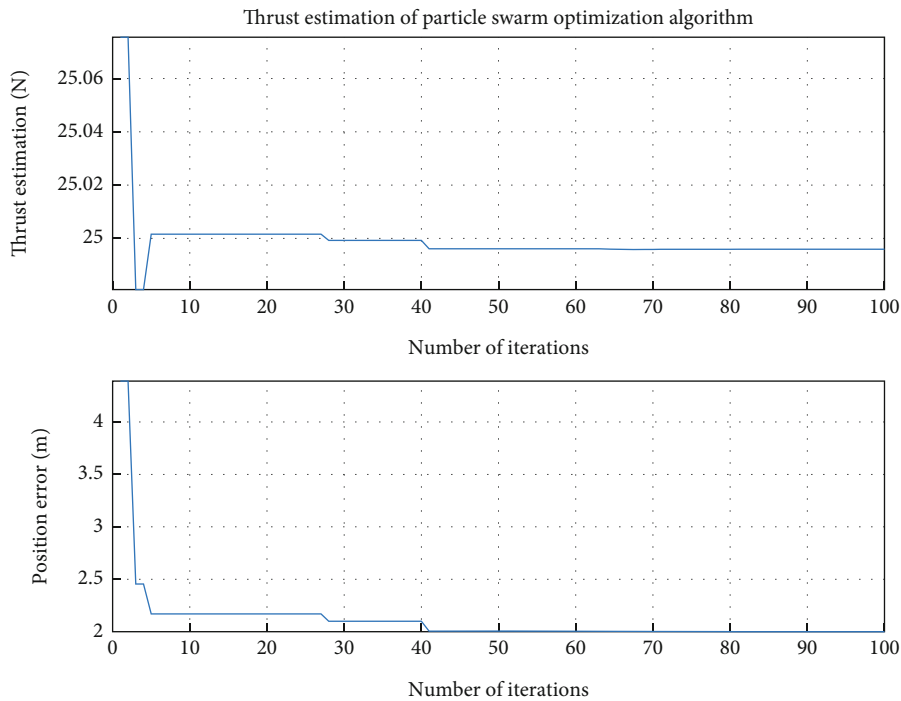 Thrust estimation of particle swarm optimization algorithm
Thrust estimation (N)
25.06
25.04
25.02
25
0 10 20 30 40 50 60 70 80 90 100
Number of iterations
Position error (m)
4
3.5
3
2.5
2
0 10 20 30 40 50 60 70 80 90 100
Number of iterations